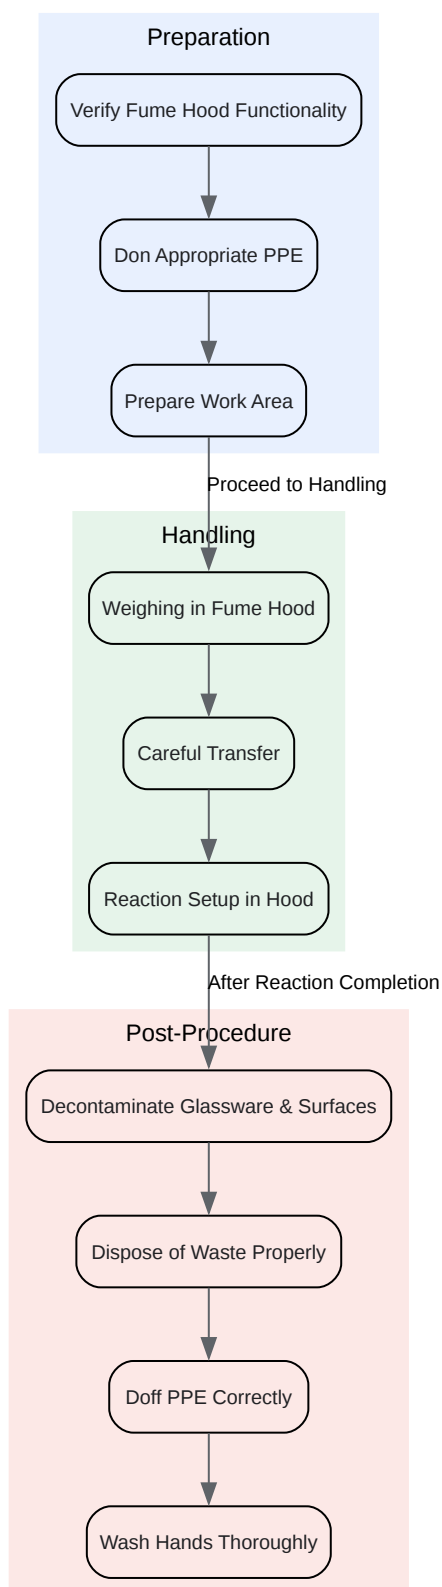 Preparation
Verify Fume Hood Functionality
Don Appropriate PPE
Prepare Work Area
Proceed to Handling
Handling
Weighing in Fume Hood
Careful Transfer
Reaction Setup in Hood
After Reaction Completion
Post-Procedure
Decontaminate Glassware & Surfaces
Dispose of Waste Properly
Doff PPE Correctly
Wash Hands Thoroughly